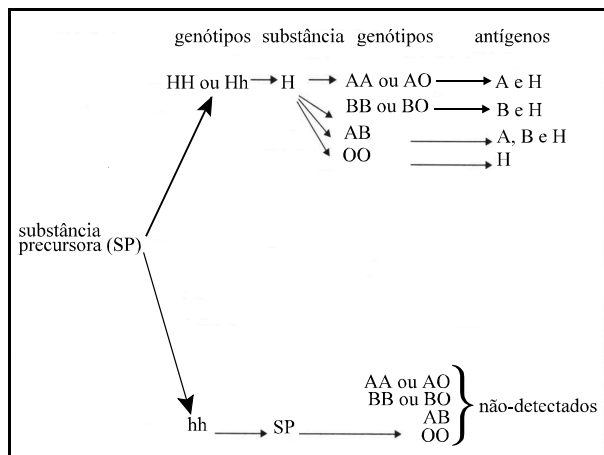 genótipos substância genótipos antígenos
HH ou Hh H AA ou AO A e H
BB ou BO B e H
AB A, B e H
OO H
substância
precursora (SP)
AA ou AO
BB ou BO
AB
não-detectados
hh SP OO